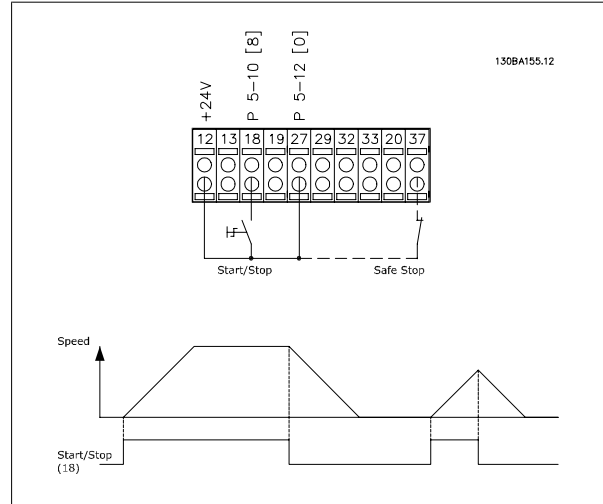 130BA155.12
+24V
P 5-10 [8]
P 5-12 [0]
12 13 18 19 27 29 32 33 20 37
Start/Stop
Safe Stop
Speed
Start/Stop
(18)